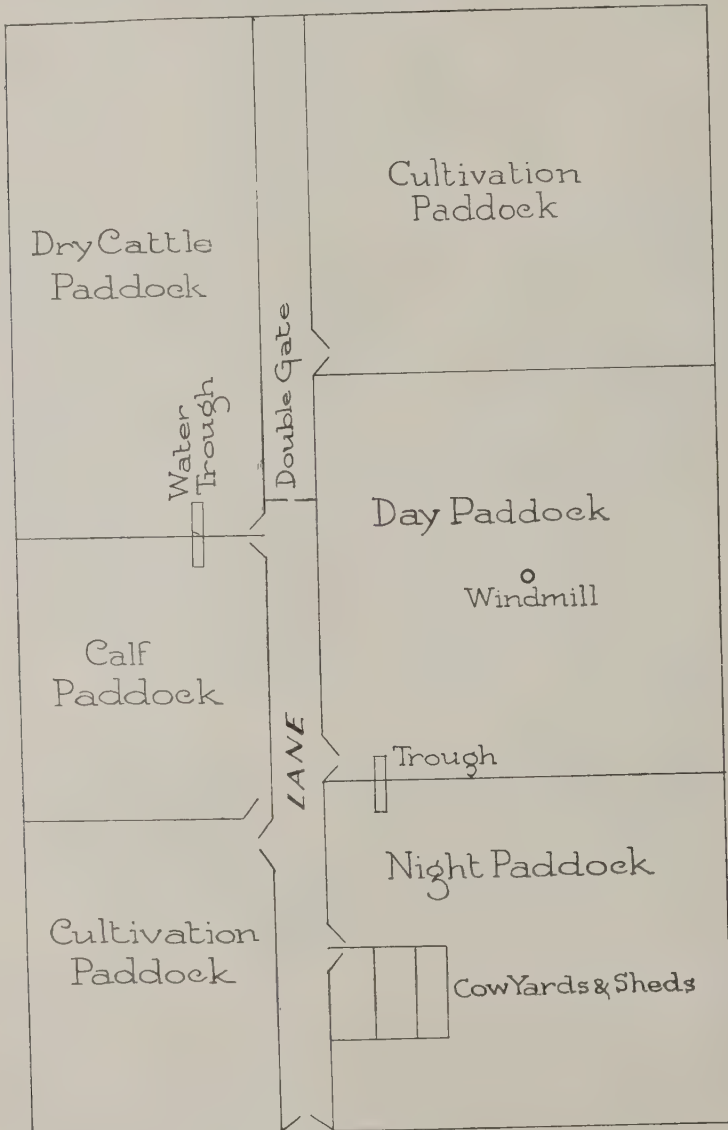 Cultivation
Paddock
Dry Cattle
Paddock
Double Gate
Water
Trough
Day Paddock
Windmill
Calf
Paddock
LANE
Trough
Night Paddock
Cultivation
Paddock
Cow Yards & Sheds